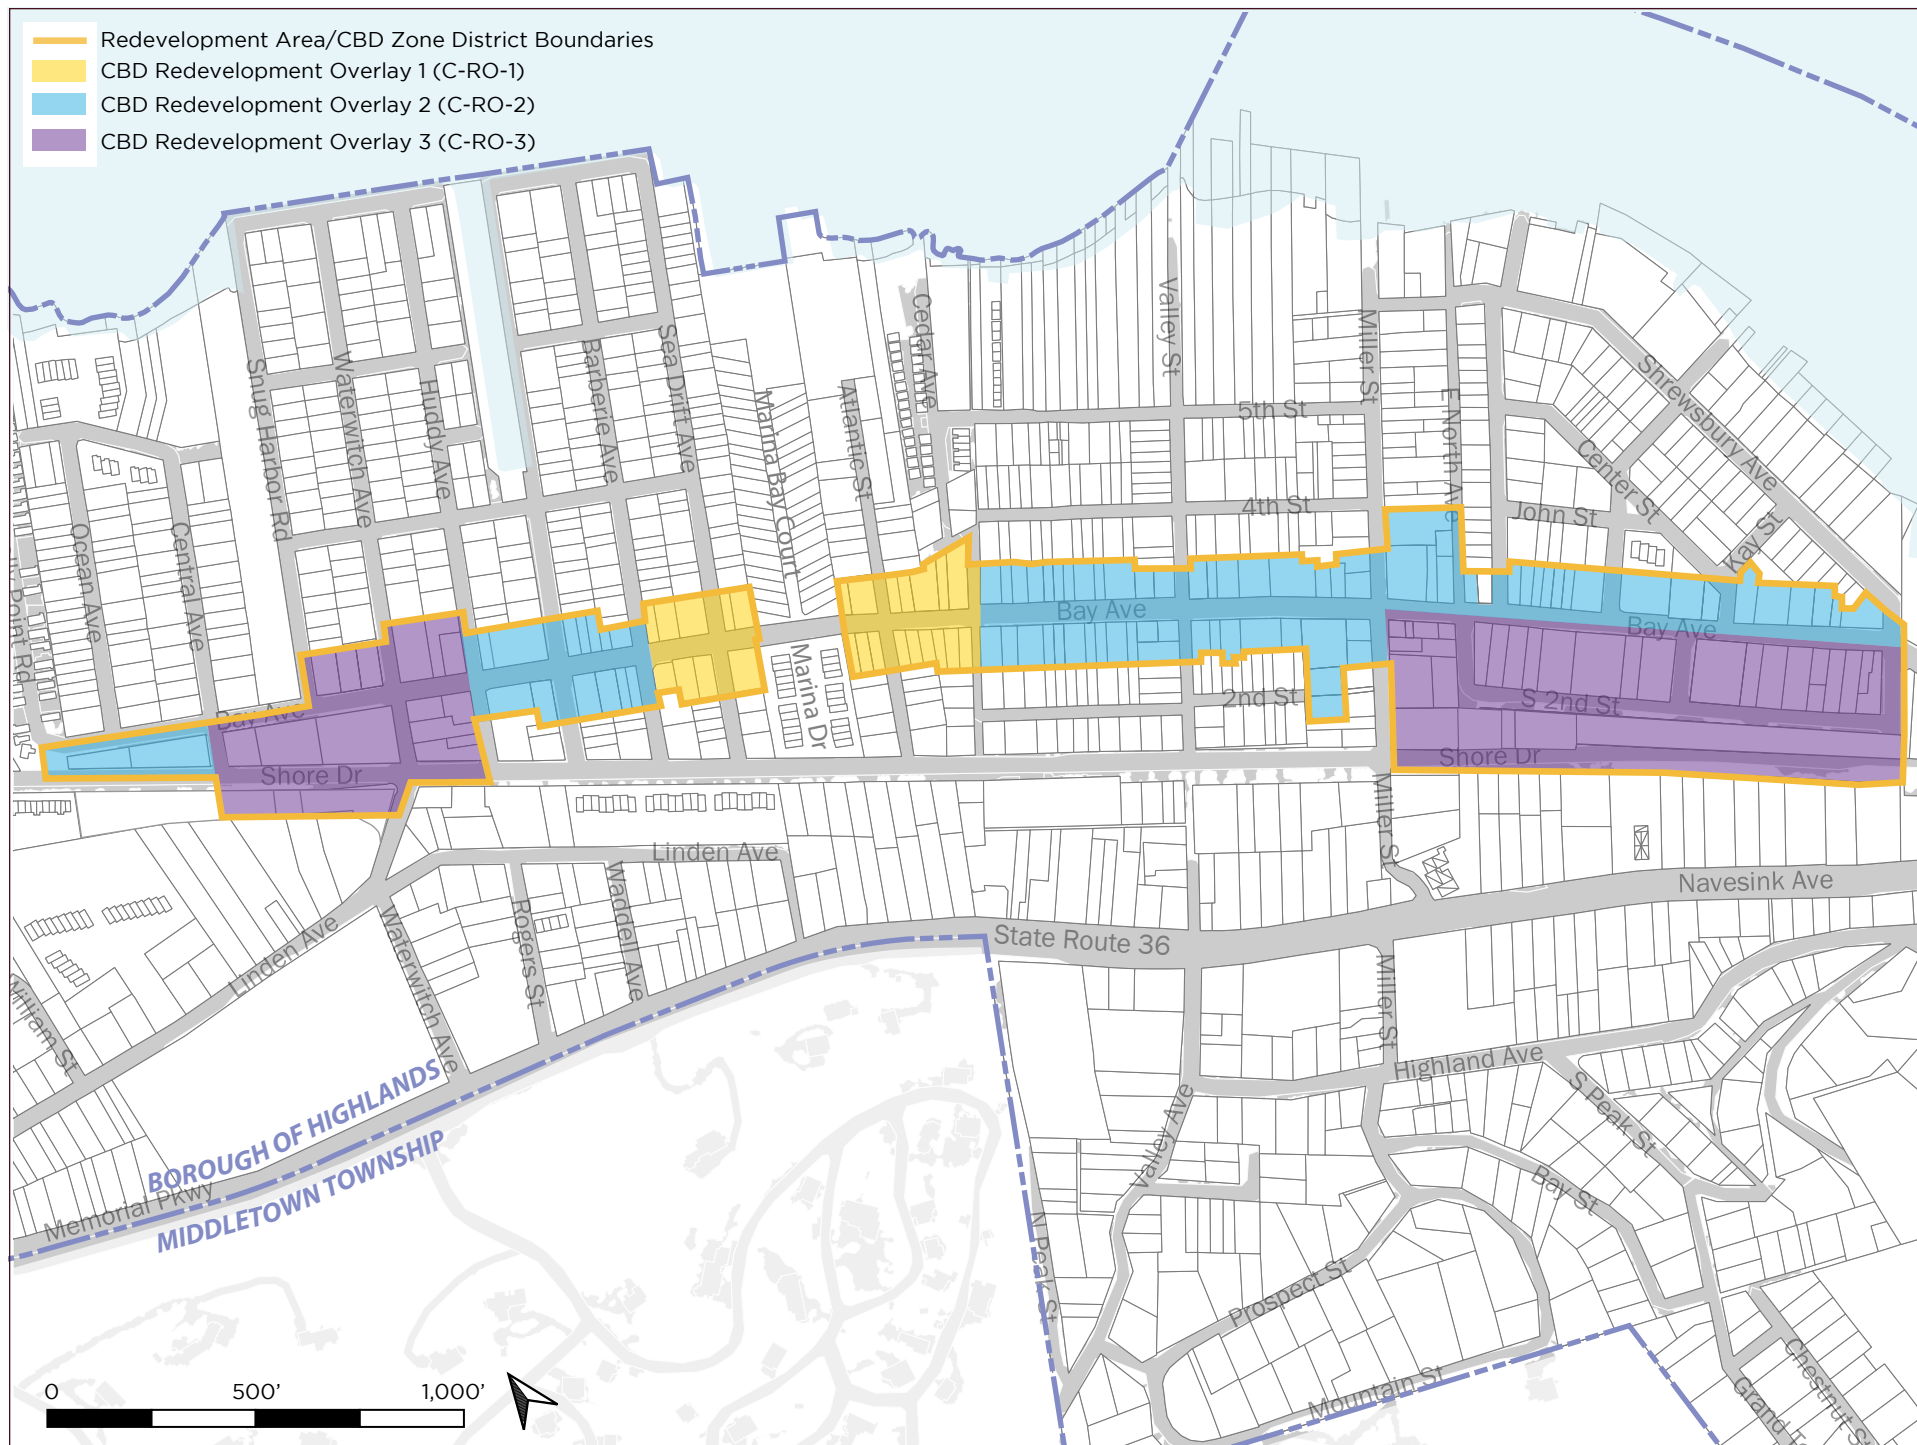 Redevelopment Area/CBD Zone District Boundaries
CBD Redevelopment Overlay 1 (C-RO-1)
CBD Redevelopment Overlay 2 (C-RO-2)
CBD Redevelopment Overlay 3 (C-RO-3)
Snug Harbor Rd
Waterwitch Ave
Huddy Ave
Barberie Ave
Sea Drift Ave
Marina Bay Court
Atlantic St
Cedar Ave
Valley St
Miller St
E North Ave
Shrewsbury Ave
Center St
Kay St
John St
5th St
4th St
Ocean Ave
Central Ave
Point Rd
Bay Ave
Bay Ave
Bay Ave
Marina Dr
2nd St
S 2nd St
Shore Dr
Shore Dr
Miller St
Linden Ave
Linden Ave
Waterwitch Ave
Rogers St
Waddell Ave
William St
State Route 36
Navesink Ave
Miller St
Highland Ave
S Peak St
Bay St
Valley Ave
N Peak St
Prospect St
Mountain St
Chestnut St
Grand
Memorial Pkwy
BOROUGH OF HIGHLANDS
MIDDLETOWN TOWNSHIP
0 500' 1,000'